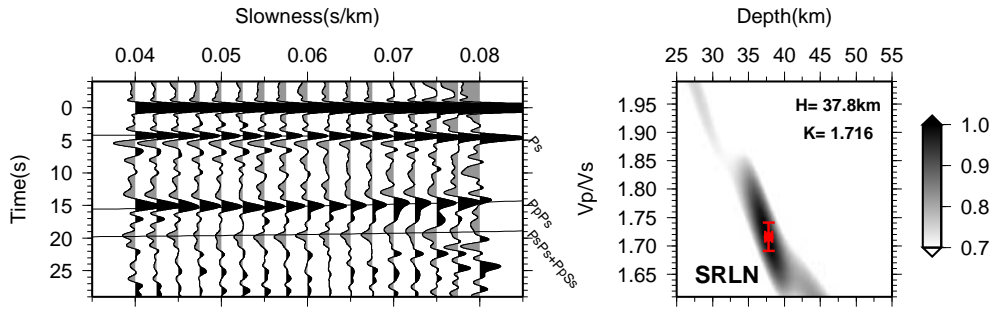 Slowness(s/km)
0.04 0.05 0.06 0.07 0.08
Time(s)
0
5
10
15
20
25
Ps
PpPs
PsPs+PpSs
Depth(km)
25 30 35 40 45 50 55
Vp/Vs
1.95
1.90
1.85
1.80
1.75
1.70
1.65
H= 37.8km
K= 1.716
SRLN
1.0
0.9
0.8
0.7